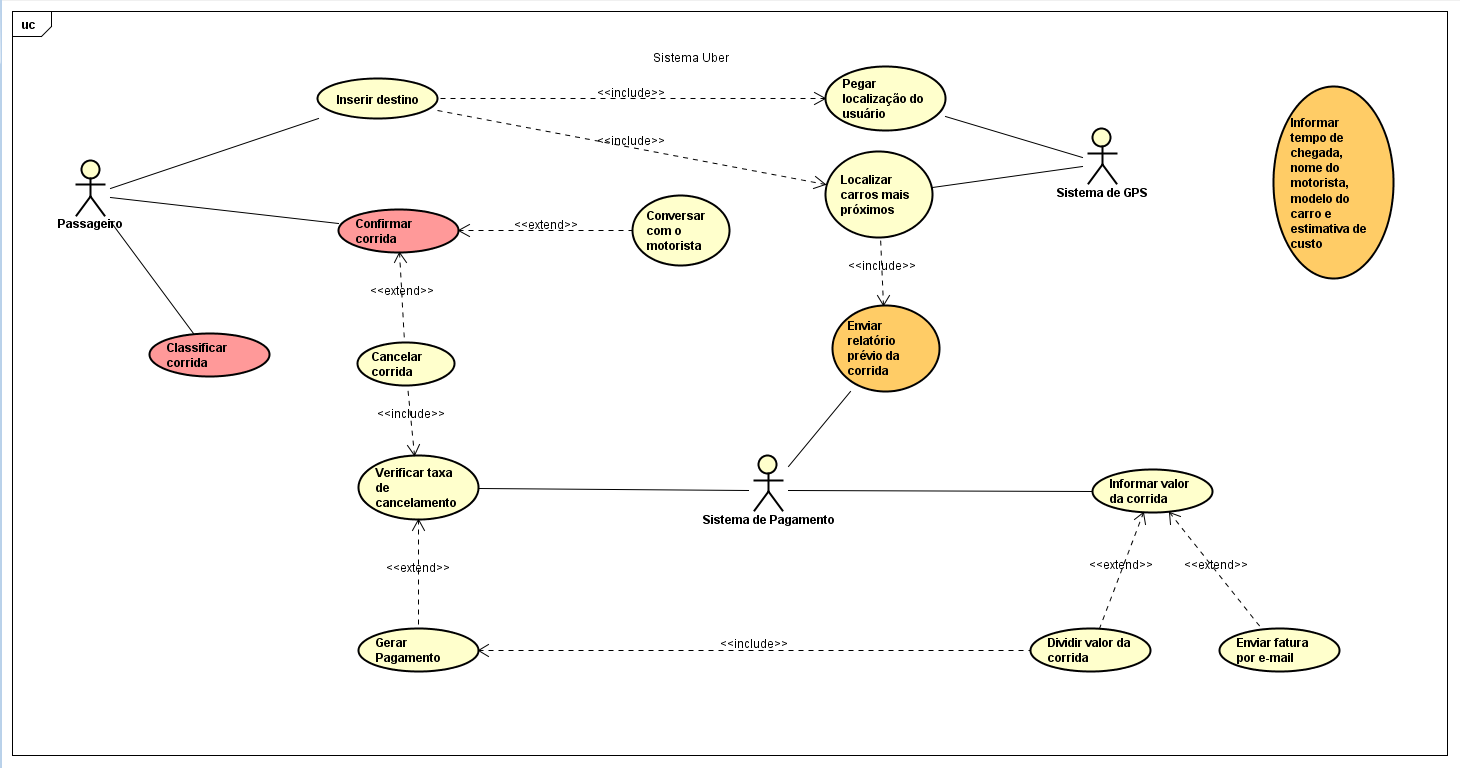 uc
Sistema Uber
Inserir destino
<<include>>
Pegar
localização do
usuário
<<include>>
Informar
tempo de
chegada,
nome do
motorista,
modelo do
carro e
estimativa de
custo
Localizar
carros mais
próximos
Sistema de GPS
Passageiro
Confirmar
corrida
<<extend>>
Conversar
com o
motorista
<<include>>
<<extend>>
Classificar
corrida
Cancelar
corrida
Enviar
relatório
prévio da
corrida
<<include>>
Verificar taxa
de
cancelamento
Sistema de Pagamento
Informar valor
da corrida
<<extend>>
<<extend>>
<<extend>>
Gerar
Pagamento
<<include>>
Dividir valor da
corrida
Enviar fatura
por e-mail